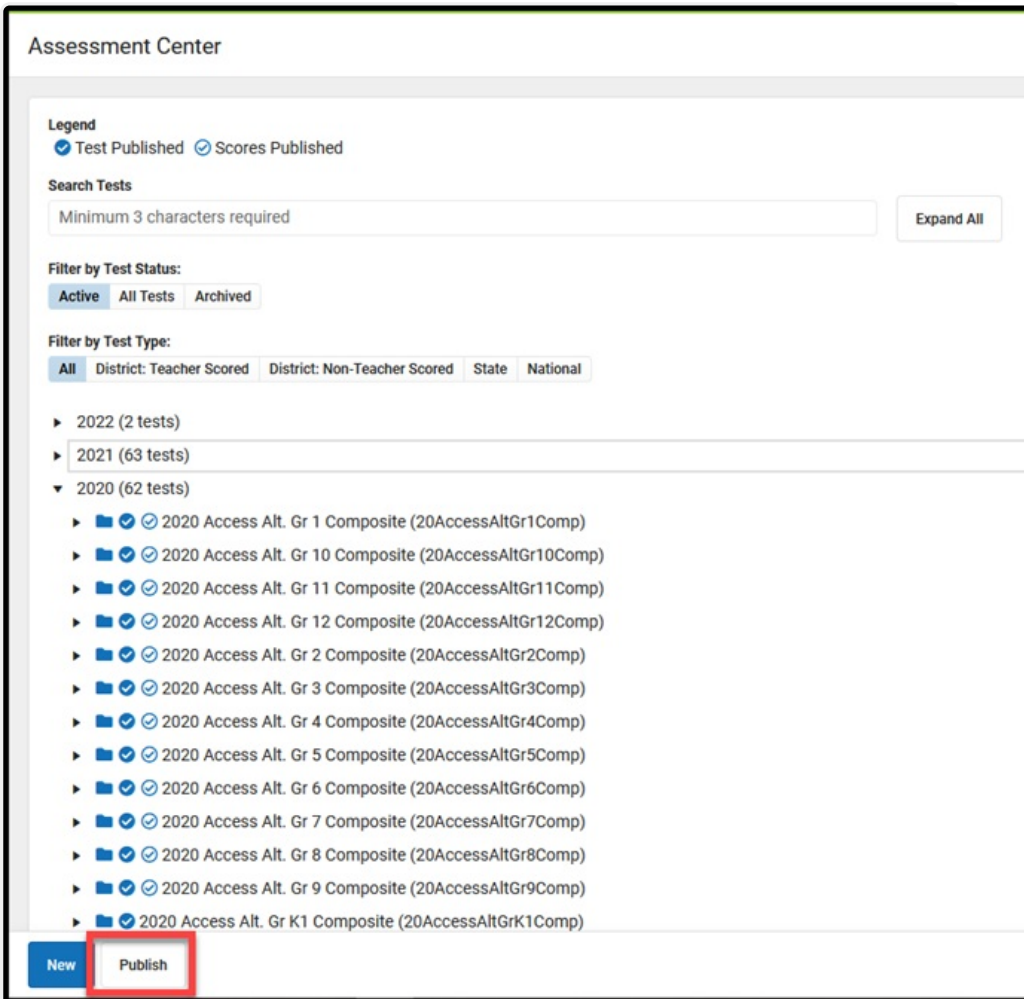 Assessment Center
Legend
Test Published Scores Published
Search Tests
Minimum 3 characters required
Expand All
Filter by Test Status:
Active All Tests Archived
Filter by Test Type:
All District: Teacher Scored District: Non-Teacher Scored State National
2022 (2 tests)
2021 (63 tests)
2020 (62 tests)
2020 Access Alt. Gr 1 Composite (20AccessAltGr1Comp)
2020 Access Alt. Gr 10 Composite (20AccessAltGr10Comp)
2020 Access Alt. Gr 11 Composite (20AccessAltGr11Comp)
2020 Access Alt. Gr 12 Composite (20AccessAltGr12Comp)
2020 Access Alt. Gr 2 Composite (20AccessAltGr2Comp)
2020 Access Alt. Gr 3 Composite (20AccessAltGr3Comp)
2020 Access Alt. Gr 4 Composite (20AccessAltGr4Comp)
2020 Access Alt. Gr 5 Composite (20AccessAltGr5Comp)
2020 Access Alt. Gr 6 Composite (20AccessAltGr6Comp)
2020 Access Alt. Gr 7 Composite (20AccessAltGr7Comp)
2020 Access Alt. Gr 8 Composite (20AccessAltGr8Comp)
2020 Access Alt. Gr 9 Composite (20AccessAltGr9Comp)
2020 Access Alt. Gr K1 Composite (20AccessAltGrK1Comp)
New Publish